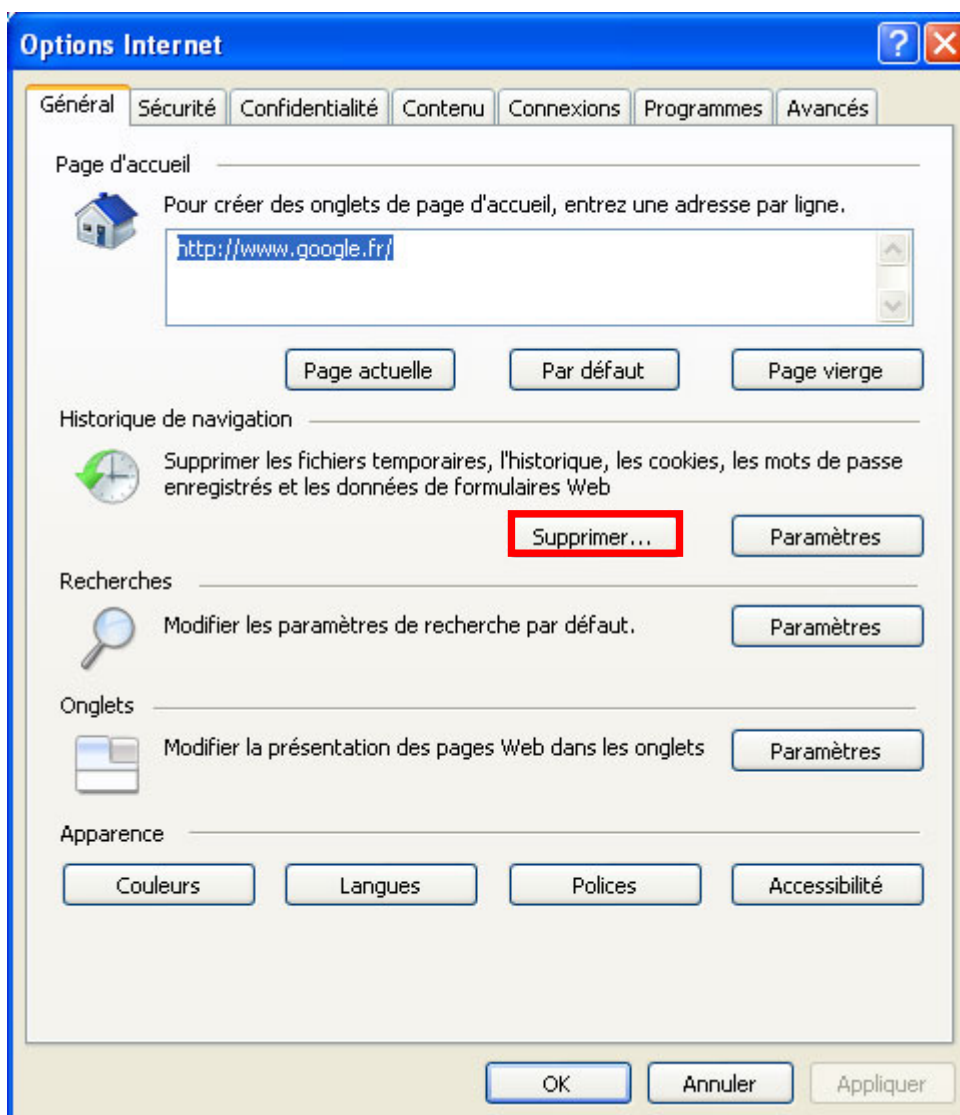 Options Internet
Général Sécurité Confidentialité Contenu Connexions Programmes Avancés
Page d'accueil
Pour créer des onglets de page d'accueil, entrez une adresse par ligne.
http://www.google.fr/
Page actuelle Par défaut Page vierge
Historique de navigation
Supprimer les fichiers temporaires, l'historique, les cookies, les mots de passe
enregistrés et les données de formulaires Web
Supprimer... Paramètres
Recherches
Modifier les paramètres de recherche par défaut. Paramètres
Onglets
Modifier la présentation des pages Web dans les onglets Paramètres
Apparence
Couleurs Langues Polices Accessibilité
OK Annuler Appliquer